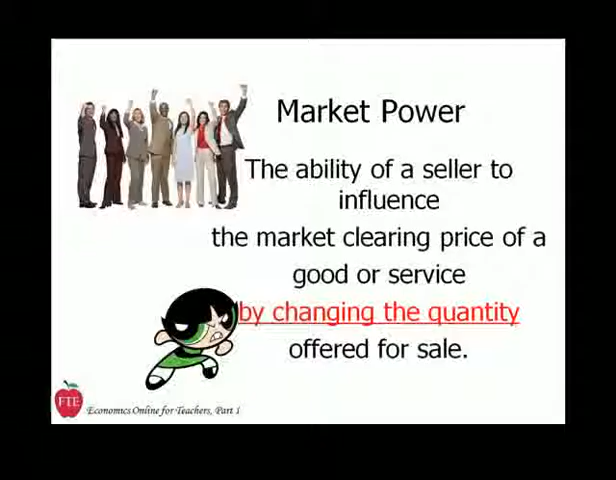 Market Power
The ability of a seller to
influence
the market clearing price of a
good or service
by changing the quantity
offered for sale.
FTE
Economics Online for Teachers, Part 1